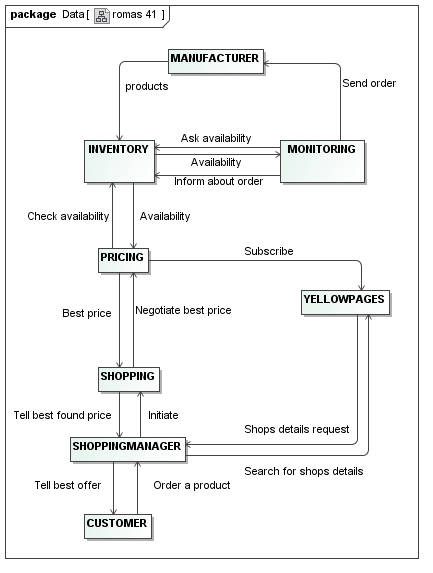 package Data [ romas 41 ]
MANUFACTURER
products
Send order
Ask availability
INVENTORY
MONITORING
Availability
Inform about order
Check availability
Availability
Subscribe
PRICING
YELLOWPAGES
Best price
Negotiate best price
SHOPPING
Tell best found price
Initiate
Shops details request
SHOPPINGMANAGER
Search for shops details
Tell best offer
Order a product
CUSTOMER